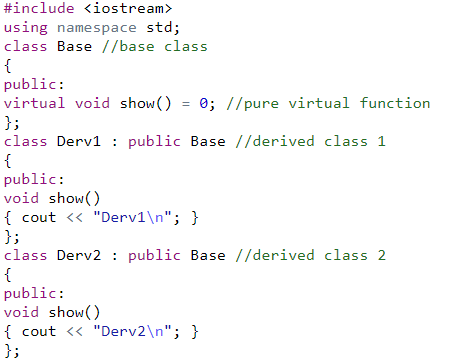 #include <iostream>
using namespace std;
class Base //base class
{
public:
virtual void show() = 0; //pure virtual function
};
class Derv1 : public Base //derived class 1
{
public:
void show()
{ cout << "Derv1\n"; }
};
class Derv2 : public Base //derived class 2
{
public:
void show()
{ cout << "Derv2\n"; }
};